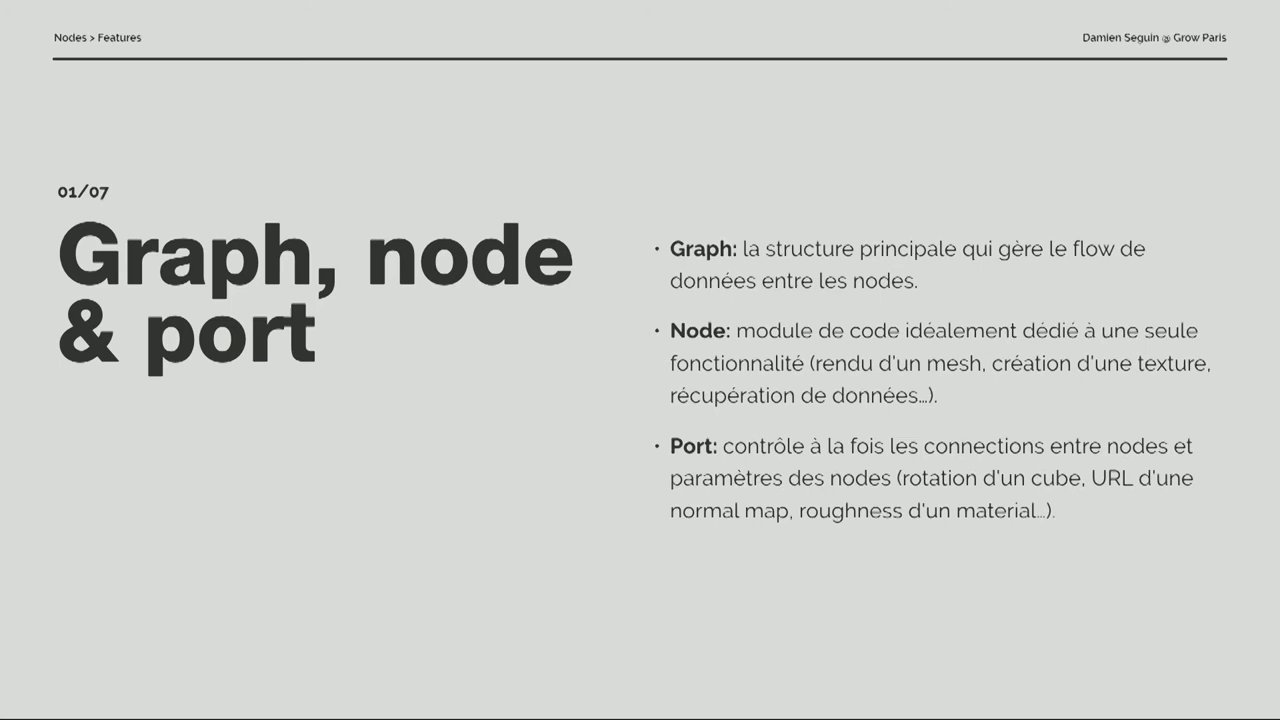 Nodes > Features
Damien Seguin @ Grow Paris
01/07
Graph, node
& port
• Graph: la structure principale qui gère le flow de
données entre les nodes.
• Node: module de code idéalement dédié à une seule
fonctionnalité (rendu d'un mesh, création d'une texture,
récupération de données…).
• Port: contrôle à la fois les connections entre nodes et
paramètres des nodes (rotation d'un cube, URL d'une
normal map, roughness d'un material…).